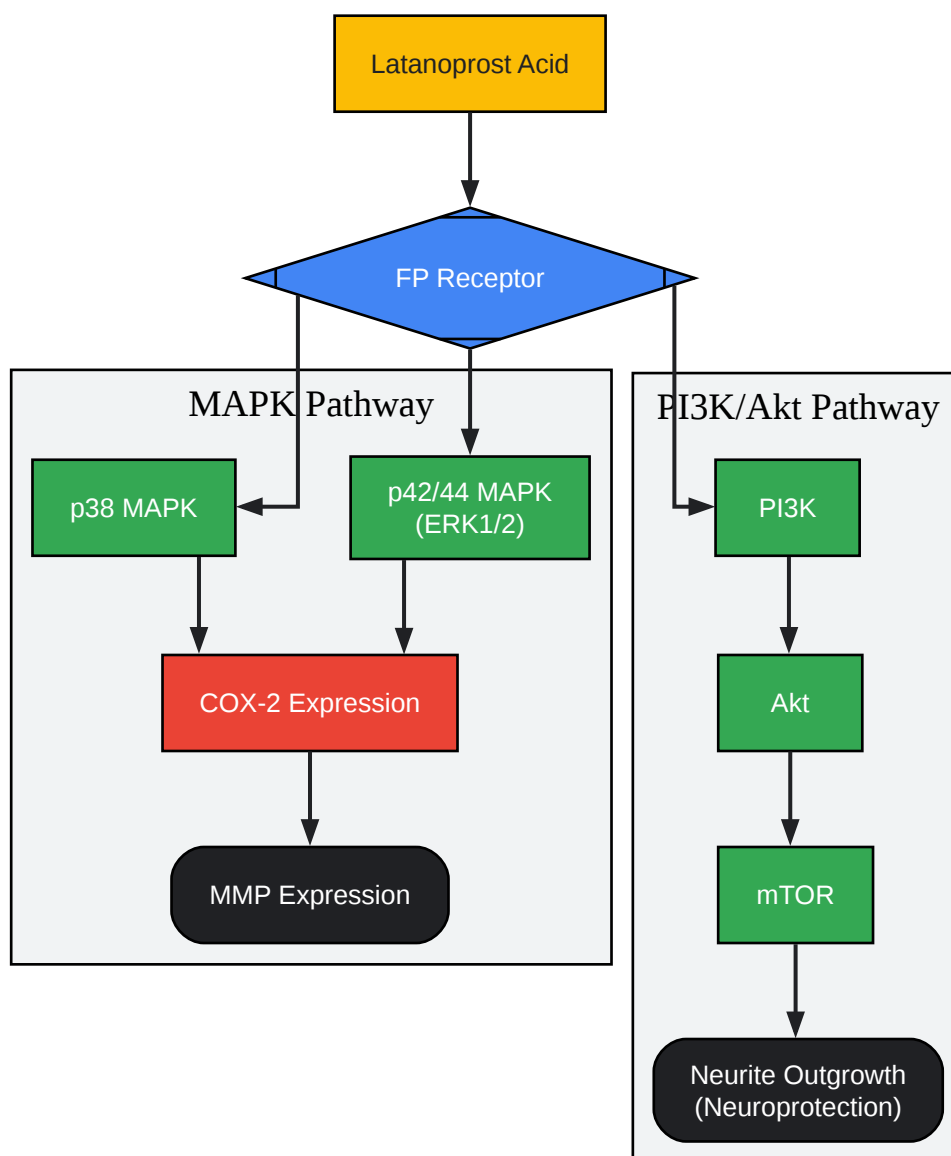 Latanoprost Acid
FP Receptor
MAPK Pathway
p38 MAPK
p42/44 MAPK
(ERK1/2)
COX-2 Expression
MMP Expression
PI3K/Akt Pathway
PI3K
Akt
mTOR
Neurite Outgrowth
(Neuroprotection)